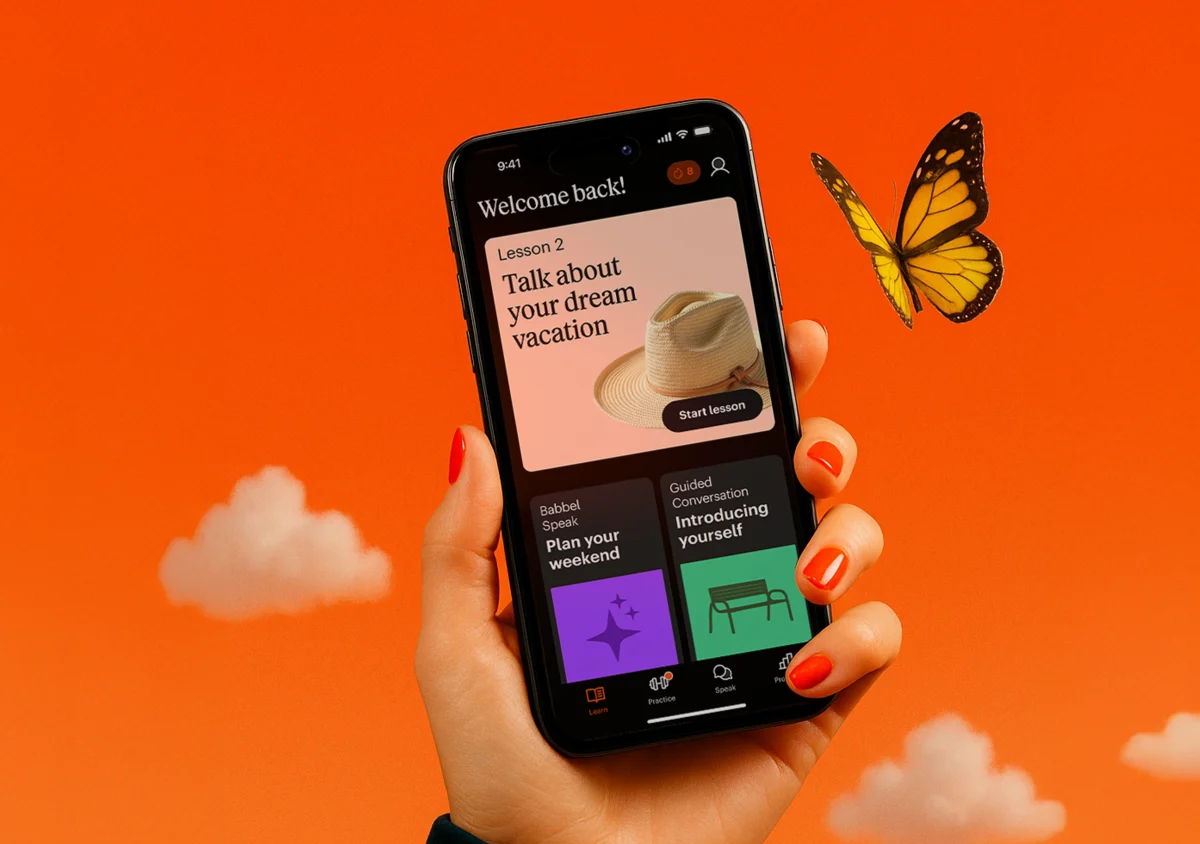 9:41
8
Welcome back!
Lesson 2
Talk about
your dream
vacation
Start lesson
Babbel
Speak
Plan your
weekend
Guided
Conversation
Introducing
yourself
Learn
Practice
Speak